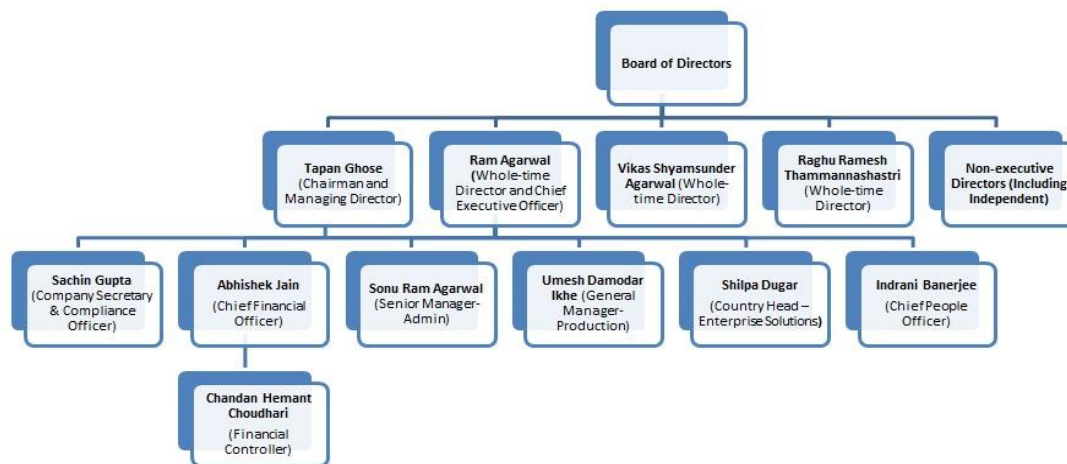 Board of Directors
Tapan Ghose
(Chairman and
Managing Director)
Ram Agarwal
(Whole-time
Director and Chief
Executive Officer)
Vikas Shyamsunder
Agarwal (Whole-
time Director)
Raghu Ramesh
Thammannashastri
(Whole-time
Director)
Non-executive
Directors (Including
Independent)
Sachin Gupta
(Company Secretary
& Compliance
Officer)
Abhishek Jain
(Chief Financial
Officer)
Sonu Ram Agarwal
(Senior Manager-
Admin)
Umesh Damodar
Ikhe (General
Manager-
Production)
Shilpa Dugar
(Country Head –
Enterprise Solutions)
Indrani Banerjee
(Chief People
Officer)
Chandan Hemant
Choudhari
(Financial
Controller)